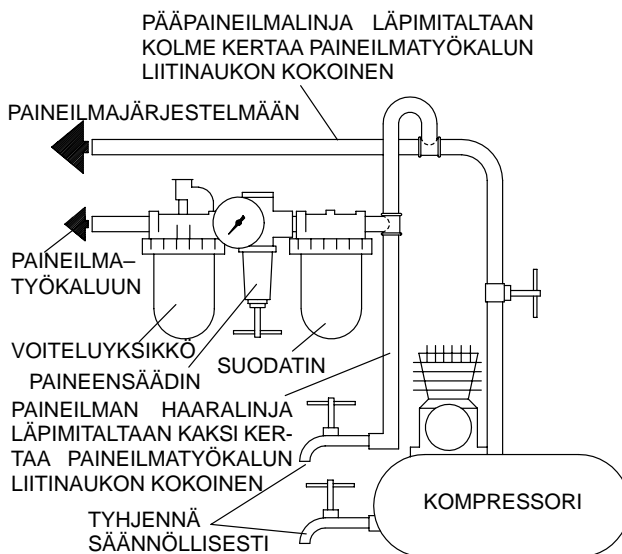 PÄÄPAINEILMALINJA LÄPIMITALTAAN
KOLME KERTAA PAINEILMATYÖKALUN
LIITINAUKON KOKOINEN
PAINEILMAJÄRJESTELMÄÄN
PAINEILMA–
TYÖKALUUN
VOITELUYKSIKKÖ
SUODATIN
PAINEENSÄÄDIN
PAINEILMAN HAARALINJA
LÄPIMITALTAAN KAKSI KER-
TAA PAINEILMATYÖKALUN
LIITINAUKON KOKOINEN
KOMPRESSORI
TYHJENNÄ
SÄÄNNÖLLISESTI